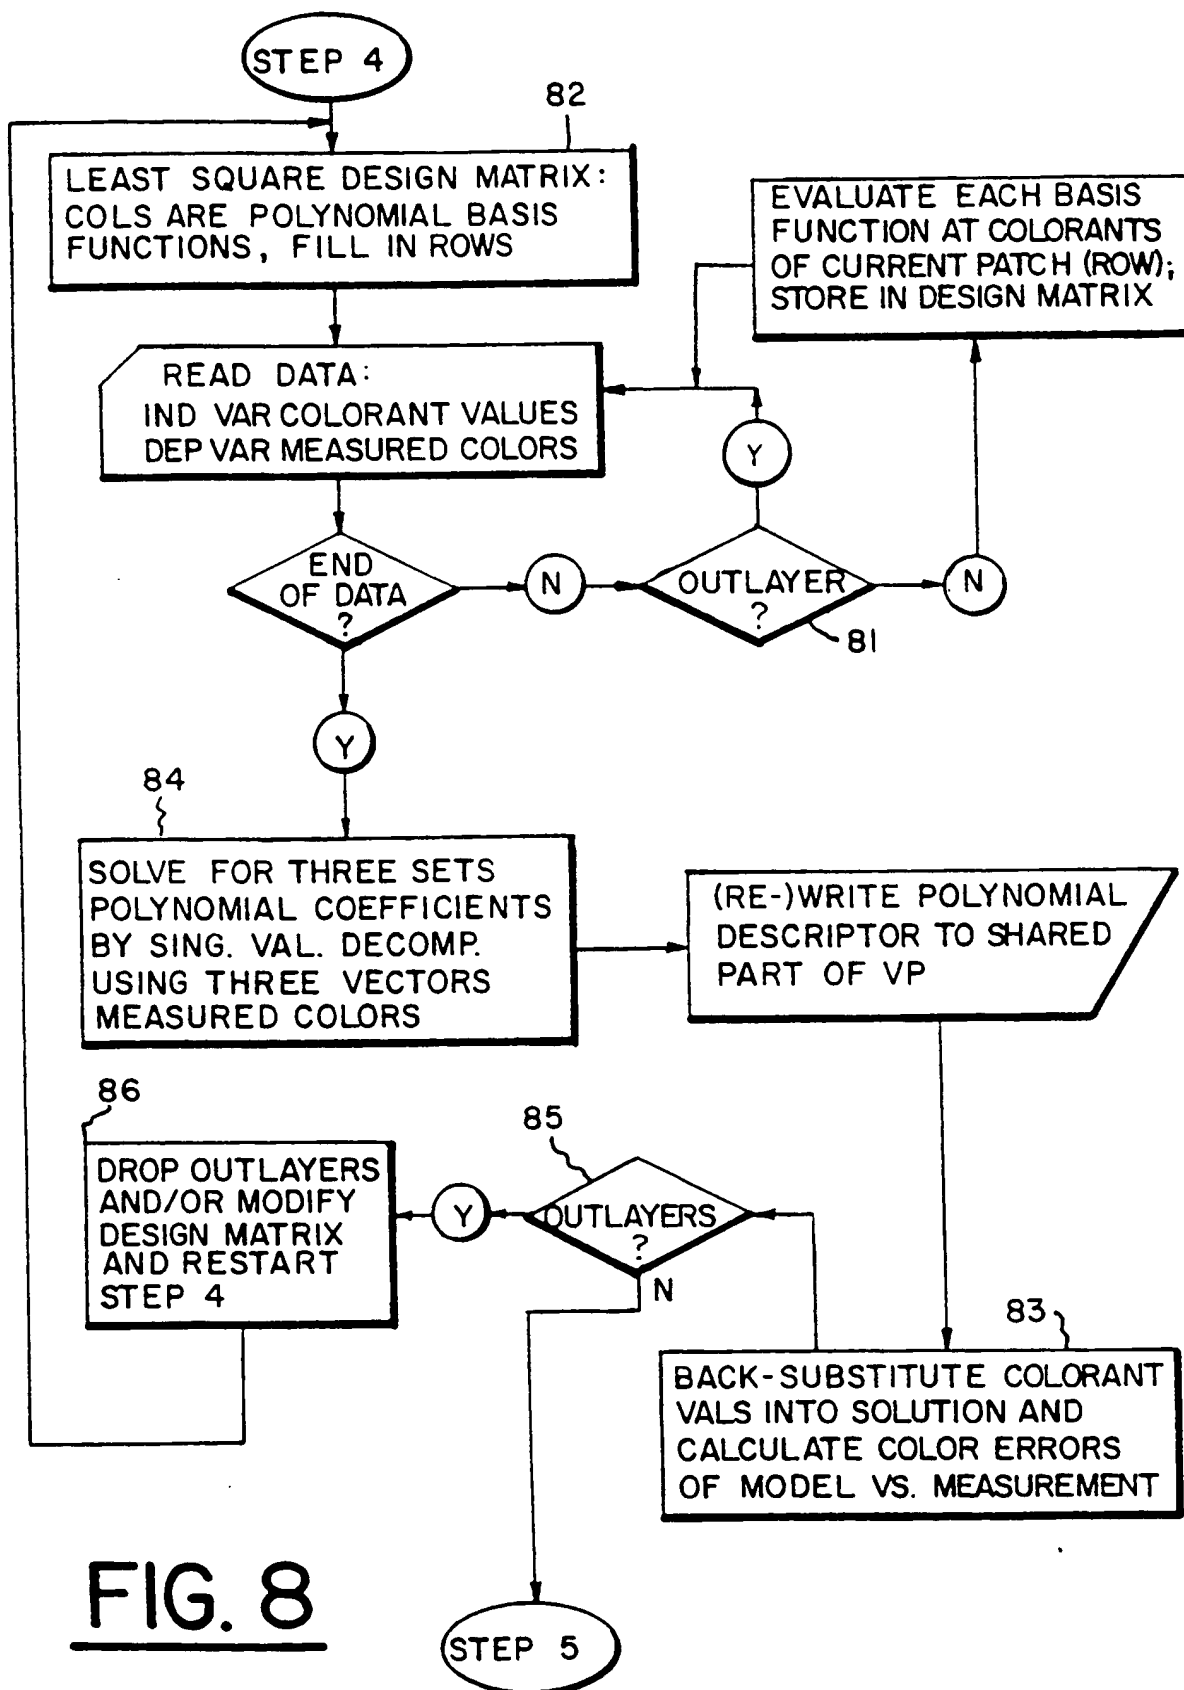 STEP 4
82
LEAST SQUARE DESIGN MATRIX:
COLS ARE POLYNOMIAL BASIS
FUNCTIONS, FILL IN ROWS
EVALUATE EACH BASIS
FUNCTION AT COLORANTS
OF CURRENT PATCH (ROW);
STORE IN DESIGN MATRIX
READ DATA:
IND VAR COLORANT VALUES
DEP VAR MEASURED COLORS
Y
END
OF DATA
?
N
OUTLAYER
?
N
81
Y
84
SOLVE FOR THREE SETS
POLYNOMIAL COEFFICIENTS
BY SING. VAL. DECOMP.
USING THREE VECTORS
MEASURED COLORS
(RE-)WRITE POLYNOMIAL
DESCRIPTOR TO SHARED
PART OF VP
86
DROP OUTLAYERS
AND/OR MODIFY
DESIGN MATRIX
AND RESTART
STEP 4
Y
85
OUTLAYERS
?
N
83
BACK-SUBSTITUTE COLORANT
VALS INTO SOLUTION AND
CALCULATE COLOR ERRORS
OF MODEL VS. MEASUREMENT
FIG. 8
STEP 5